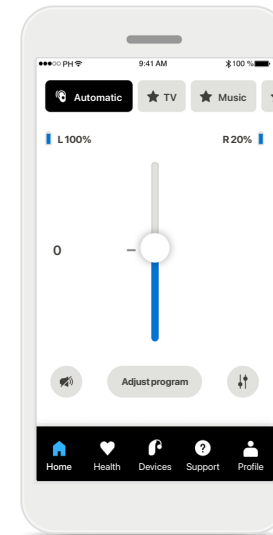 ●●●○○ PH 9:41 AM 100 %
Automatic TV Music
L 100% R 20%
0
Adjust program
Home Health Devices Support Profile